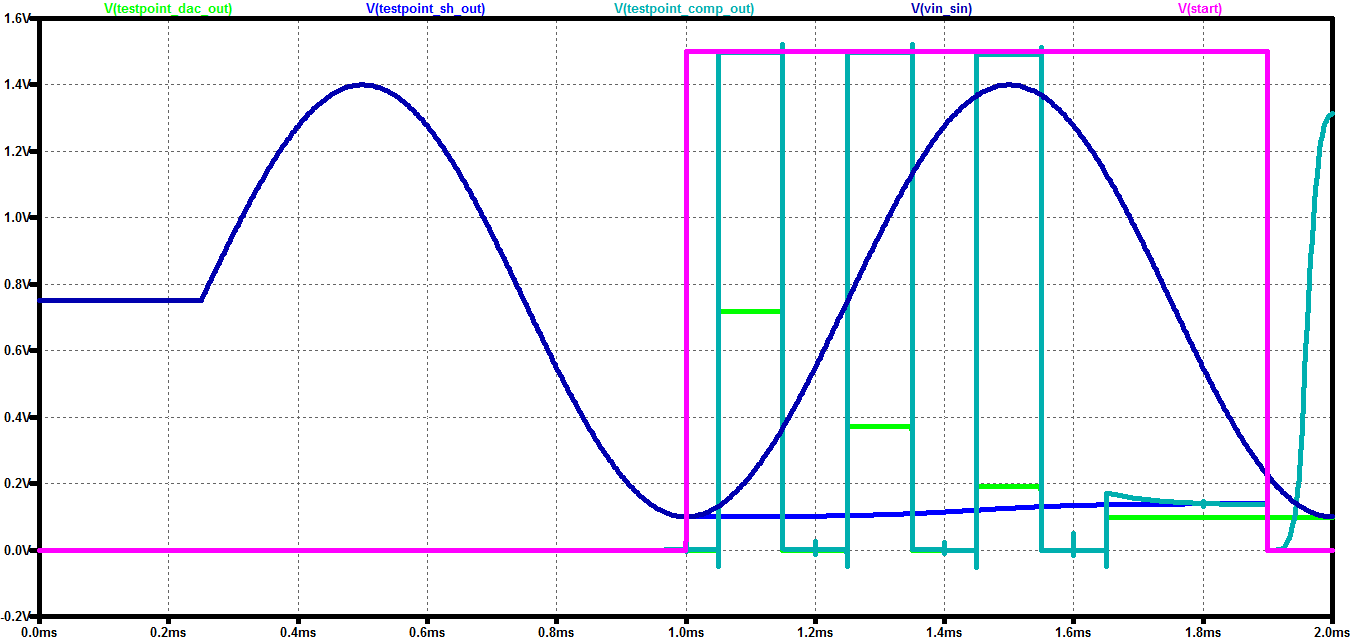 V(testpoint_dac_out) V(testpoint_sh_out) V(testpoint_comp_out) V(vin_sin) V(start)
1.6V
1.4V
1.2V
1.0V
0.8V
0.6V
0.4V
0.2V
0.0V
-0.2V
0.0ms 0.2ms 0.4ms 0.6ms 0.8ms 1.0ms 1.2ms 1.4ms 1.6ms 1.8ms 2.0ms